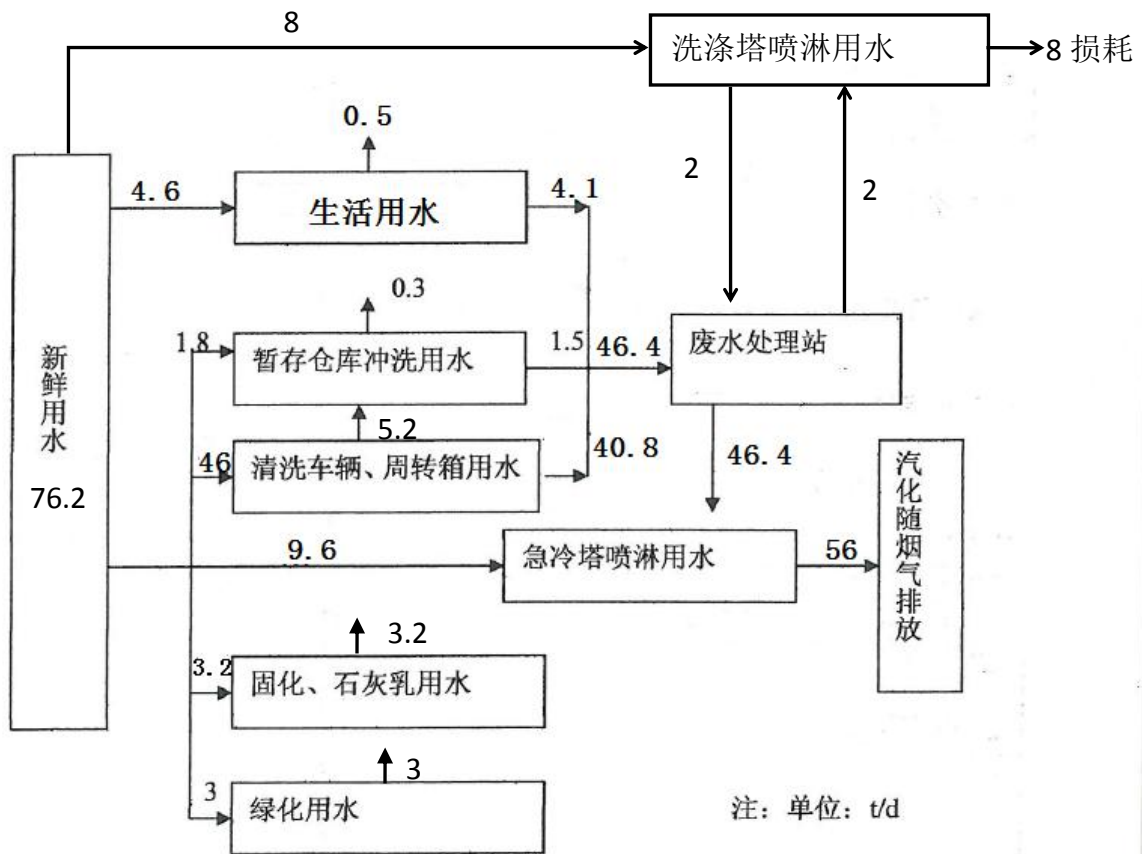 8
洗涤塔喷淋用水
8 损耗
0.5
2
2
4.6
生活用水
4.1
0.3
1.8
暂存仓库冲洗用水
1.5
46.4
废水处理站
新鲜用水
76.2
5.2
46
清洗车辆、周转箱用水
40.8
46.4
汽化随烟气排放
9.6
急冷塔喷淋用水
56
3.2
3.2
固化、石灰乳用水
3
3
绿化用水
注：单位：t/d